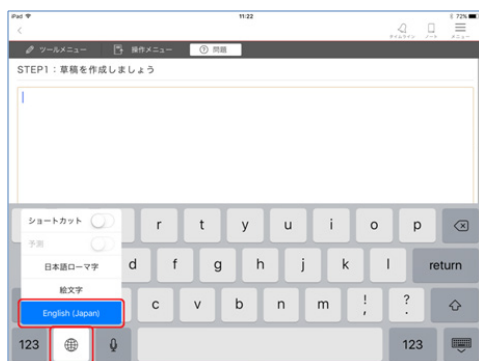 iPad 11:22 72%
タイムライン ノート メニュー
ツールメニュー 操作メニュー ? 問題
STEP1：草稿を作成しましょう
ショートカット
予測
日本語ローマ字
絵文字
English (Japan)
r t y u i o p
d f g h j k l return
c v b n m ! , ? .
123 123